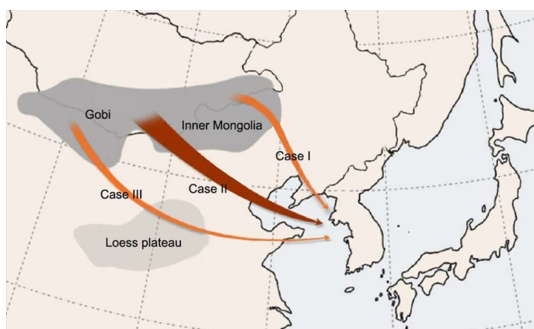 Gobi
Inner Mongolia
Case I
Case II
Case III
Loess plateau